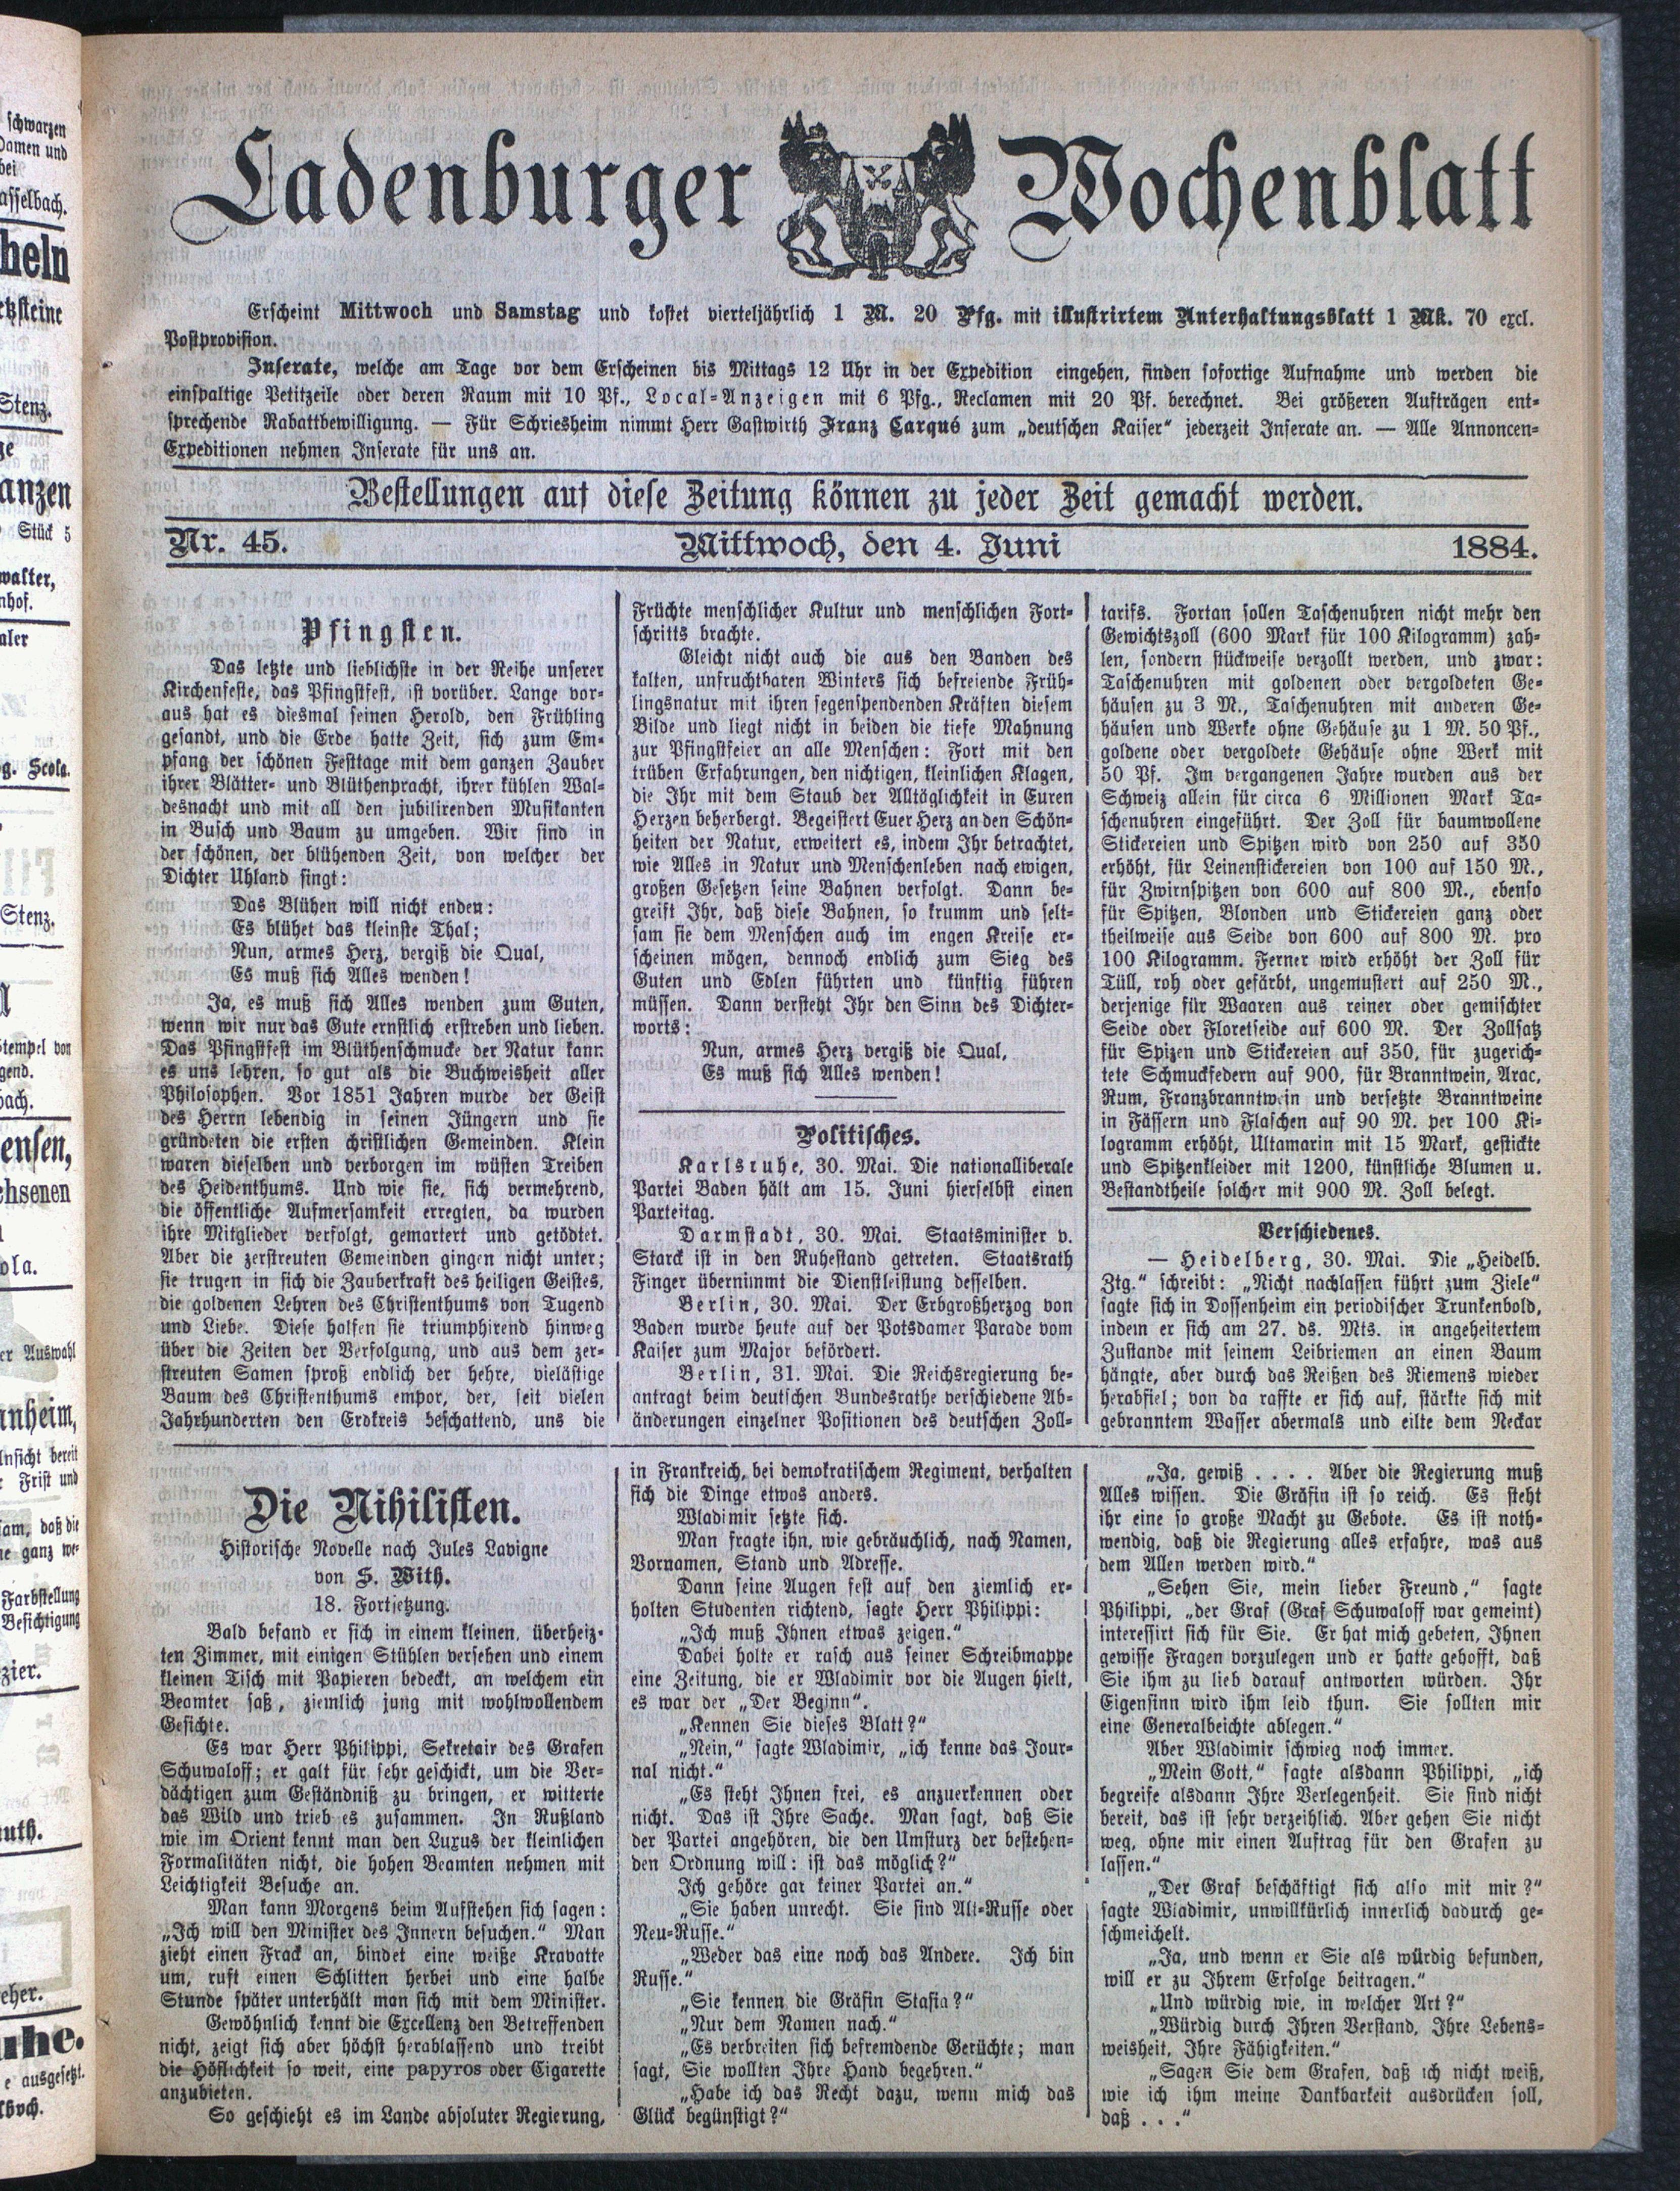 Ladenburger Wochenblatt
Erscheint Mittwoch und Samstag und kostet vierteljährlich 1 M. 20 Pfg. mit illustrirtem Unterhaltungsblatt 1 Mk. 70 excl.
Postprovision.
Inserate, welche am Tage vor dem Erscheinen bis Mittags 12 Uhr in der Expedition eingehen, finden sofortige Aufnahme und werden die
einspaltige Petitzeile oder deren Raum mit 10 Pf., Local-Anzeigen mit 6 Pfg., Reclamen mit 20 Pf. berechnet. Bei größeren Aufträgen ent-
sprechende Rabattbewilligung. — Für Schriesheim nimmt Herr Gastwirth Franz Carqué zum „deutschen Kaiser“ jederzeit Inserate an. — Alle Annoncen-
Expeditionen nehmen Inserate für uns an.
Bestellungen auf diese Zeitung können zu jeder Zeit gemacht werden.
Nr. 45. Mittwoch, den 4. Juni 1884.
Pfingsten.
Das letzte und lieblichste in der Reihe unserer
Kirchenfeste, das Pfingstfest, ist vorüber. Lange vor-
aus hat es diesmal seinen Herold, den Frühling
gesandt, und die Erde hatte Zeit, sich zum Em-
pfang der schönen Festtage mit dem ganzen Zauber
ihrer Blätter- und Blüthenpracht, ihrer kühlen Wal-
desnacht und mit all den jubilirenden Musikanten
in Busch und Baum zu umgeben. Wir sind in
der schönen, der blühenden Zeit, von welcher der
Dichter Uhland singt:
Das Blühen will nicht enden:
Es blühet das kleinste Thal;
Nun, armes Herz, vergiß die Qual,
Es muß sich Alles wenden!
Ja, es muß sich Alles wenden zum Guten,
wenn wir nur das Gute ernstlich erstreben und lieben.
Das Pfingstfest im Blüthenschmucke der Natur kann
es uns lehren, so gut als die Buchweisheit aller
Philosophen. Vor 1851 Jahren wurde der Geist
des Herrn lebendig in seinen Jüngern und sie
gründeten die ersten christlichen Gemeinden. Klein
waren dieselben und verborgen im wüsten Treiben
des Heidenthums. Und wie sie, sich vermehrend,
die öffentliche Aufmersamkeit erregten, da wurden
ihre Mitglieder verfolgt, gemartert und getödtet.
Aber die zerstreuten Gemeinden gingen nicht unter;
sie trugen in sich die Zauberkraft des heiligen Geistes,
die goldenen Lehren des Christenthums von Tugend
und Liebe. Diese halfen sie triumphirend hinweg
über die Zeiten der Verfolgung, und aus dem zer-
streuten Samen sproß endlich der hehre, vielästige
Baum des Christenthums empor, der, seit vielen
Jahrhunderten den Erdkreis beschattend, uns die
Früchte menschlicher Kultur und menschlichen Fort-
schritts brachte.
Gleicht nicht auch die aus den Banden des
kalten, unfruchtbaren Winters sich befreiende Früh-
lingsnatur mit ihren segenspendenden Kräften diesem
Bilde und liegt nicht in beiden die tiefe Mahnung
zur Pfingstfeier an alle Menschen: Fort mit den
trüben Erfahrungen, den nichtigen, kleinlichen Klagen,
die Ihr mit dem Staub der Alltäglichkeit in Euren
Herzen beherbergt. Begeistert Euer Herz an den Schön-
heiten der Natur, erweitert es, indem Ihr betrachtet,
wie Alles in Natur und Menschenleben nach ewigen,
großen Gesetzen seine Bahnen verfolgt. Dann be-
greift Ihr, daß diese Bahnen, so krumm und selt-
sam sie dem Menschen auch im engen Kreise er-
scheinen mögen, dennoch endlich zum Sieg des
Guten und Edlen führten und künftig führen
müssen. Dann versteht Ihr den Sinn des Dichter-
worts:
Nun, armes Herz vergiß die Qual,
Es muß sich Alles wenden!
Politisches.
Karlsruhe, 30. Mai. Die nationalliberale
Partei Baden hält am 15. Juni hierselbst einen
Parteitag.
Darmstadt, 30. Mai. Staatsminister v.
Starck ist in den Ruhestand getreten. Staatsrath
Finger übernimmt die Dienstleistung desselben.
Berlin, 30. Mai. Der Erbgroßherzog von
Baden wurde heute auf der Potsdamer Parade vom
Kaiser zum Major befördert.
Berlin, 31. Mai. Die Reichsregierung be-
antragt beim deutschen Bundesrathe verschiedene Ab-
änderungen einzelner Positionen des deutschen Zoll-
tarifs. Fortan sollen Taschenuhren nicht mehr den
Gewichtszoll (600 Mark für 100 Kilogramm) zah-
len, sondern stückweise verzollt werden, und zwar:
Taschenuhren mit goldenen oder vergoldeten Ge-
häusen zu 3 M., Taschenuhren mit anderen Ge-
häusen und Werke ohne Gehäuse zu 1 M. 50 Pf.,
goldene oder vergoldete Gehäuse ohne Werk mit
50 Pf. Im vergangenen Jahre wurden aus der
Schweiz allein für circa 6 Millionen Mark Ta-
schenuhren eingeführt. Der Zoll für baumwollene
Stickereien und Spitzen wird von 250 auf 350
erhöht, für Leinenstickereien von 100 auf 150 M.,
für Zwirnspitzen von 600 auf 800 M., ebenso
für Spitzen, Blonden und Stickereien ganz oder
theilweise aus Seide von 600 auf 800 M. pro
100 Kilogramm. Ferner wird erhöht der Zoll für
Tüll, roh oder gefärbt, ungemustert auf 250 M.,
derjenige für Waaren aus reiner oder gemischter
Seide oder Floretseide auf 600 M. Der Zollsatz
für Spizen und Stickereien auf 350, für zugerich-
tete Schmuckfedern auf 900, für Branntwein, Arac,
Rum, Franzbranntwein und versetzte Branntweine
in Fässern und Flaschen auf 90 M. per 100 Ki-
logramm erhöht, Ultamarin mit 15 Mark, gestickte
und Spitzenkleider mit 1200, künstliche Blumen u.
Bestandtheile solcher mit 900 M. Zoll belegt.
Verschiedenes.
— Heidelberg, 30. Mai. Die „Heidelb.
Ztg.“ schreibt: „Nicht nachlassen führt zum Ziele“
sagte sich in Dossenheim ein periodischer Trunkenbold,
indem er sich am 27. ds. Mts. in angeheitertem
Zustande mit seinem Leibriemen an einen Baum
hängte, aber durch das Reißen des Riemens wieder
herabfiel; von da raffte er sich auf, stärkte sich mit
gebranntem Wasser abermals und eilte dem Neckar
Die Nihilisten.
Historische Novelle nach Jules Lavigne
von S. With.
18. Fortsetzung.
Bald befand er sich in einem kleinen, überheiz-
ten Zimmer, mit einigen Stühlen versehen und einem
kleinen Tisch mit Papieren bedeckt, an welchem ein
Beamter saß, ziemlich jung mit wohlwollendem
Gesichte.
Es war Herr Philippi, Sekretair des Grafen
Schuwaloff; er galt für sehr geschickt, um die Ver-
dächtigen zum Geständniß zu bringen, er witterte
das Wild und trieb es zusammen. In Rußland
wie im Orient kennt man den Luxus der kleinlichen
Formalitäten nicht, die hohen Beamten nehmen mit
Leichtigkeit Besuche an.
Man kann Morgens beim Aufstehen sich sagen:
„Ich will den Minister des Innern besuchen.“ Man
zieht einen Frack an, bindet eine weiße Kravatte
um, ruft einen Schlitten herbei und eine halbe
Stunde später unterhält man sich mit dem Minister.
Gewöhnlich kennt die Excellenz den Betreffenden
nicht, zeigt sich aber höchst herablassend und treibt
die Höflichkeit so weit, eine papyros oder Cigarette
anzubieten.
So geschieht es im Lande absoluter Regierung,
in Frankreich, bei demokratischem Regiment, verhalten
sich die Dinge etwas anders.
Wladimir setzte sich.
Man fragte ihn, wie gebräuchlich, nach Namen,
Vornamen, Stand und Adresse.
Dann seine Augen fest auf den ziemlich er-
holten Studenten richtend, sagte Herr Philippi:
„Ich muß Ihnen etwas zeigen.“
Dabei holte er rasch aus seiner Schreibmappe
eine Zeitung, die er Wladimir vor die Augen hielt,
es war der „Der Beginn“.
„Kennen Sie dieses Blatt?“
„Nein,“ sagte Wladimir, „ich kenne das Jour-
nal nicht.“
„Es steht Ihnen frei, es anzuerkennen oder
nicht. Das ist Ihre Sache. Man sagt, daß Sie
der Partei angehören, die den Umsturz der bestehen-
den Ordnung will: ist das möglich?“
Ich gehöre gar keiner Partei an.“
„Sie haben unrecht. Sie sind Alt-Russe oder
Neu-Russe.“
„Weder das eine noch das Andere. Ich bin
Russe.“
„Sie kennen die Gräfin Stasia?“
„Nur dem Namen nach.“
„Es verbreiten sich befremdende Gerüchte; man
sagt, Sie wollten Ihre Hand begehren.“
„Habe ich das Recht dazu, wenn mich das
Glück begünstigt?“
„Ja, gewiß . . . . Aber die Regierung muß
Alles wissen. Die Gräfin ist so reich. Es steht
ihr eine so große Macht zu Gebote. Es ist noth-
wendig, daß die Regierung alles erfahre, was aus
dem Allen werden wird.“
„Sehen Sie, mein lieber Freund,“ sagte
Philippi, „der Graf (Graf Schuwaloff war gemeint)
interessirt sich für Sie. Er hat mich gebeten, Ihnen
gewisse Fragen vorzulegen und er hatte gehofft, daß
Sie ihm zu lieb darauf antworten würden. Ihr
Eigensinn wird ihm leid thun. Sie sollten mir
eine Generalbeichte ablegen.“
Aber Wladimir schwieg noch immer.
„Mein Gott,“ sagte alsdann Philippi, „ich
begreife alsdann Ihre Verlegenheit. Sie sind nicht
bereit, das ist sehr verzeihlich. Aber gehen Sie nicht
weg, ohne mir einen Auftrag für den Grafen zu
lassen.“
„Der Graf beschäftigt sich also mit mir?“
sagte Wladimir, unwillkürlich innerlich dadurch ge-
schmeichelt.
„Ja, und wenn er Sie als würdig befunden,
will er zu Ihrem Erfolge beitragen.“
„Und würdig wie, in welcher Art?“
„Würdig durch Ihren Verstand, Ihre Lebens-
weisheit, Ihre Fähigkeiten.“
„Sagen Sie dem Grafen, daß ich nicht weiß,
wie ich ihm meine Dankbarkeit ausdrücken soll,
daß . . .“